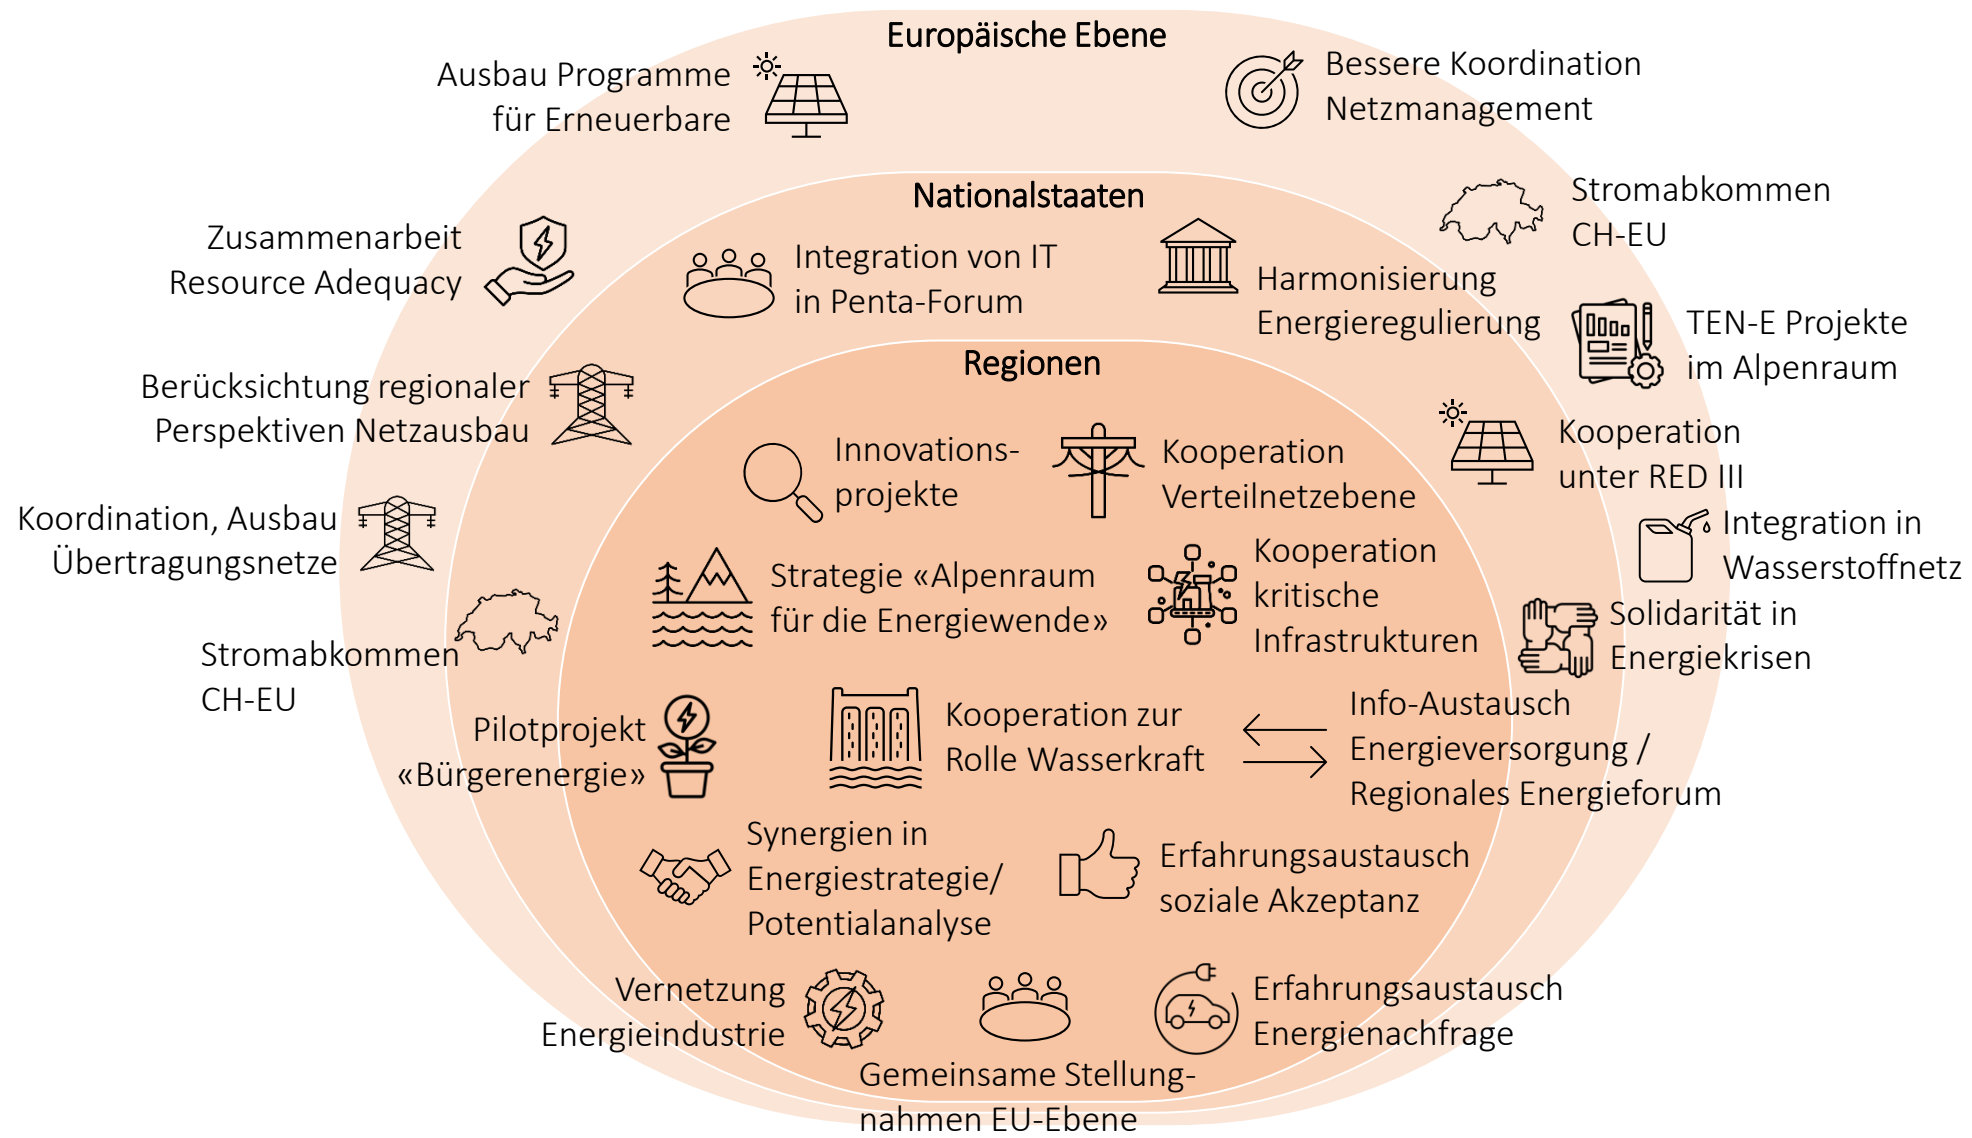 Europäische Ebene
Ausbau Programme
für Erneuerbare
Bessere Koordination
Netzmanagement
Stromabkommen
CH-EU
Zusammenarbeit
Resource Adequacy
TEN-E Projekte
im Alpenraum
Berücksichtung regionaler
Perspektiven Netzausbau
Kooperation
unter RED III
Koordination, Ausbau
Übertragungsnetze
Integration in
Wasserstoffnetz
Stromabkommen
CH-EU
Solidarität in
Energiekrisen
Nationalstaaten
Integration von IT
in Penta-Forum
Harmonisierung
Energieregulierung
Regionen
Innovations-
projekte
Kooperation
Verteilnetzebene
Strategie «Alpenraum
für die Energiewende»
Kooperation
kritische
Infrastrukturen
Pilotprojekt
«Bürgerenergie»
Kooperation zur
Rolle Wasserkraft
Info-Austausch
Energieversorgung /
Regionales Energieforum
Synergien in
Energiestrategie/
Potentialanalyse
Erfahrungsaustausch
soziale Akzeptanz
Vernetzung
Energieindustrie
Gemeinsame Stellung-
nahmen EU-Ebene
Erfahrungsaustausch
Energienachfrage